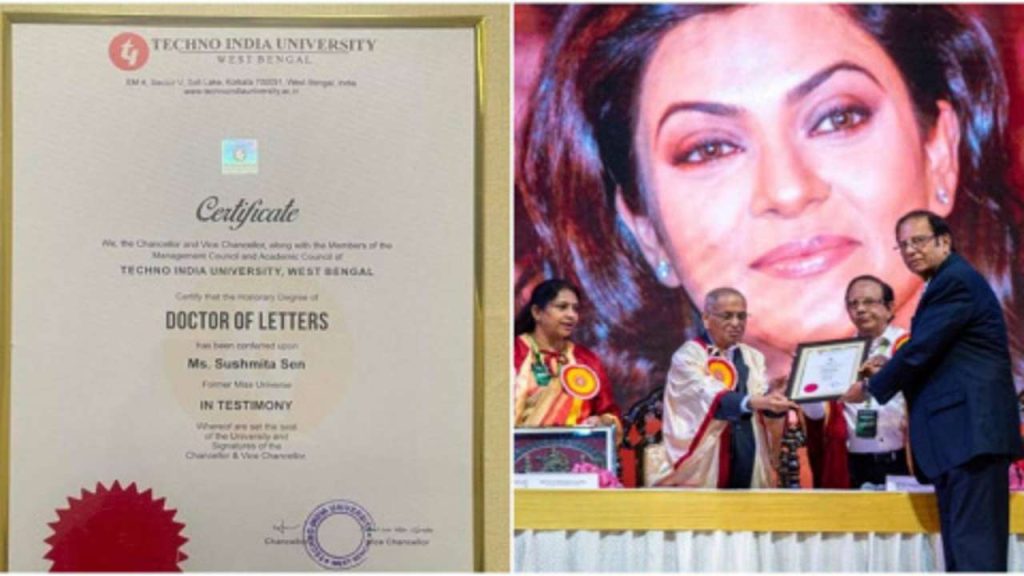 TECHNO INDIA UNIVERSITY
WEST BENGAL
EM 4, Sector V, Salt Lake, Kolkata 700091, West Bengal, India
www.technoindiauniversity.ac.in
Certificate
We, the Chancellor and Vice Chancellor, along with the Members of the
Management Council and Academic Council of
TECHNO INDIA UNIVERSITY, WEST BENGAL
Certify that the Honorary Degree of
DOCTOR OF LETTERS
has been conferred upon
Ms. Sushmita Sen
Former Miss Universe
IN TESTIMONY
Whereof are set the seal
of the University and
Signatures of the
Chancellor & Vice Chancellor
Chancellor
Vice Chancellor